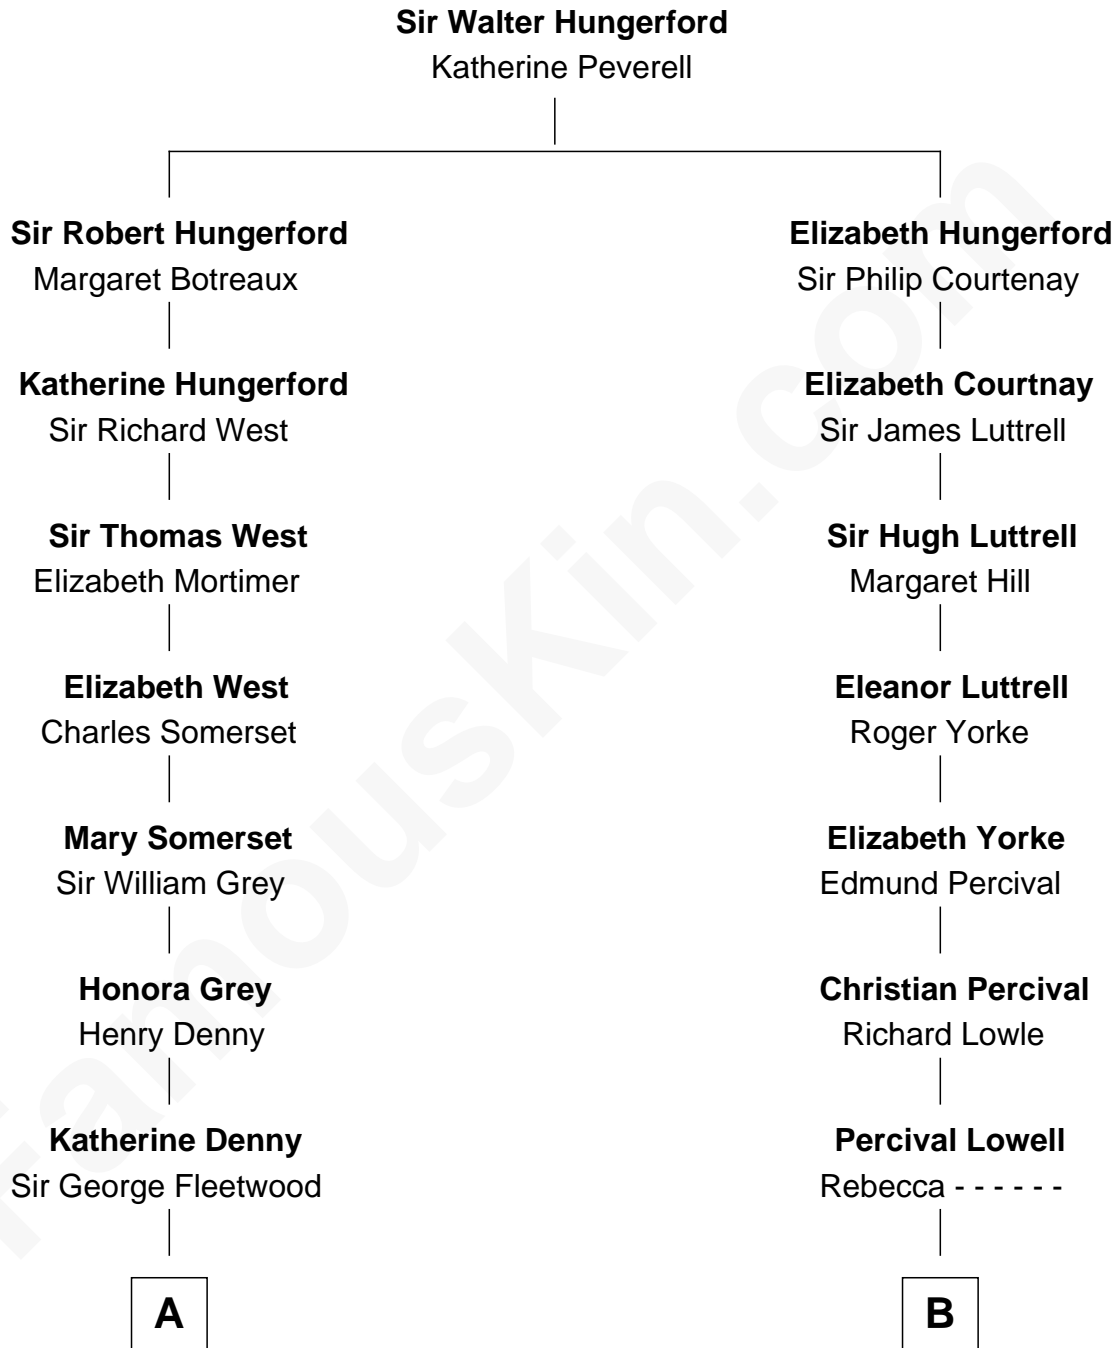 Sir Walter Hungerford
Katherine Peverell
Sir Robert Hungerford
Margaret Botreaux
Elizabeth Hungerford
Sir Philip Courtenay
Katherine Hungerford
Sir Richard West
Elizabeth Courtnay
Sir James Luttrell
Sir Thomas West
Elizabeth Mortimer
Sir Hugh Luttrell
Margaret Hill
Elizabeth West
Charles Somerset
Eleanor Luttrell
Roger Yorke
Mary Somerset
Sir William Grey
Elizabeth Yorke
Edmund Percival
Honora Grey
Henry Denny
Christian Percival
Richard Lowle
Katherine Denny
Sir George Fleetwood
Percival Lowell
Rebecca - - - - - -
A
B
FamousKin.com